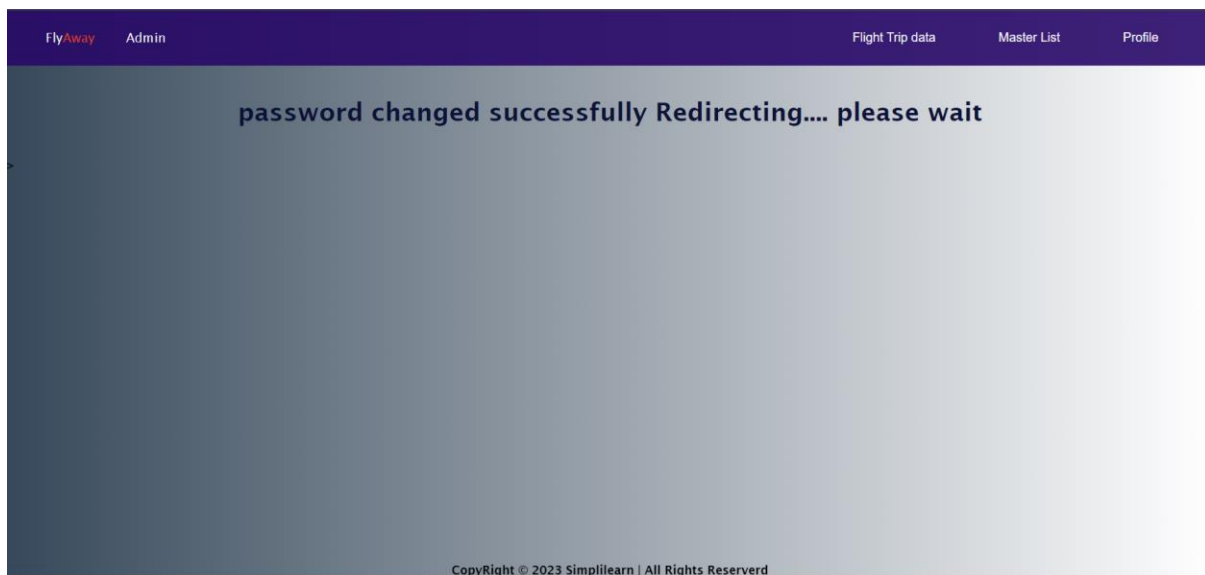 FlyAway Admin Flight Trip data Master List Profile
password changed successfully Redirecting.... please wait
>
CopyRight © 2023 Simplilearn | All Rights Reserverd